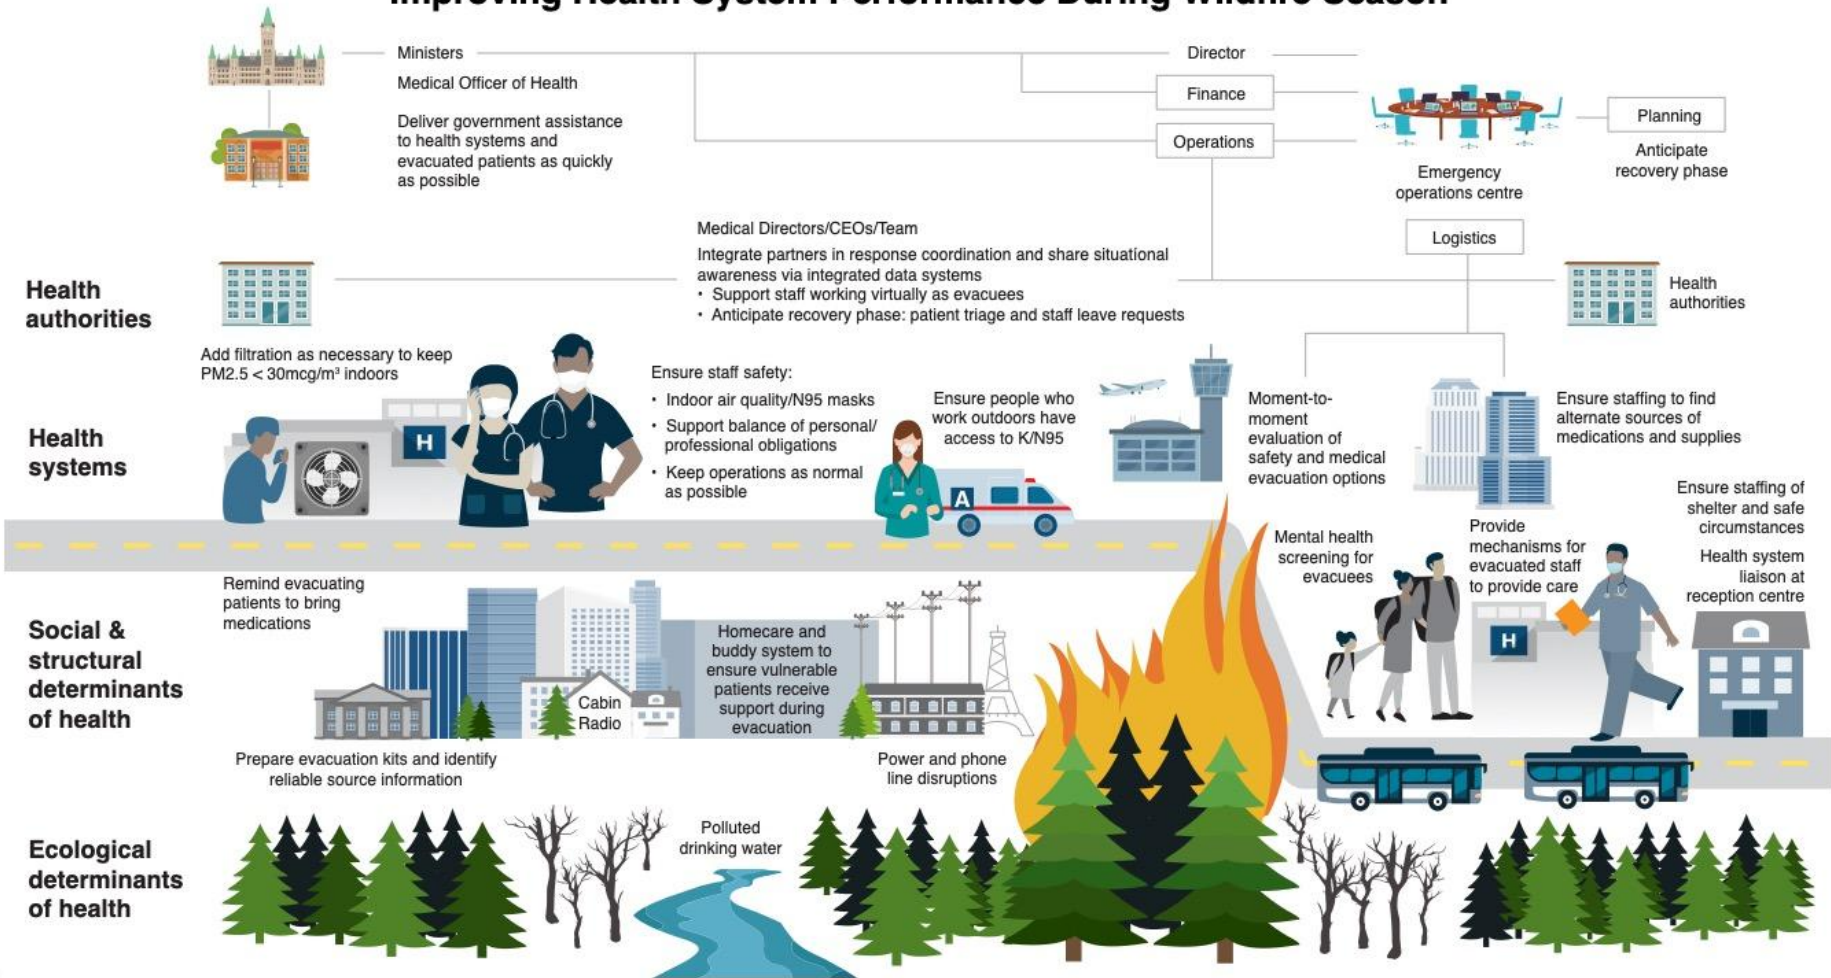 Improving Health System Performance During Wildfire Season
Ministers
Medical Officer of Health
Deliver government assistance
to health systems and
evacuated patients as quickly
as possible
Director
Finance
Operations
Emergency
operations centre
Planning
Anticipate
recovery phase
Logistics
Health
authorities
Medical Directors/CEOs/Team
Integrate partners in response coordination and share situational
awareness via integrated data systems
• Support staff working virtually as evacuees
• Anticipate recovery phase: patient triage and staff leave requests
Health
authorities
Health
systems
Add filtration as necessary to keep
PM2.5 < 30mcg/m³ indoors
H
Ensure staff safety:
• Indoor air quality/N95 masks
• Support balance of personal/
professional obligations
• Keep operations as normal
as possible
Ensure people who
work outdoors have
access to K/N95
A
Moment-to-
moment
evaluation of
safety and medical
evacuation options
Ensure staffing to find
alternate sources of
medications and supplies
Ensure staffing of
shelter and safe
circumstances
Health system
liaison at
reception centre
Mental health
screening for
evacuees
Provide
mechanisms for
evacuated staff
to provide care
H
Social &
structural
determinants
of health
Remind evacuating
patients to bring
medications
Cabin
Radio
Homecare and
buddy system to
ensure vulnerable
patients receive
support during
evacuation
Prepare evacuation kits and identify
reliable source information
Power and phone
line disruptions
Ecological
determinants
of health
Polluted
drinking water